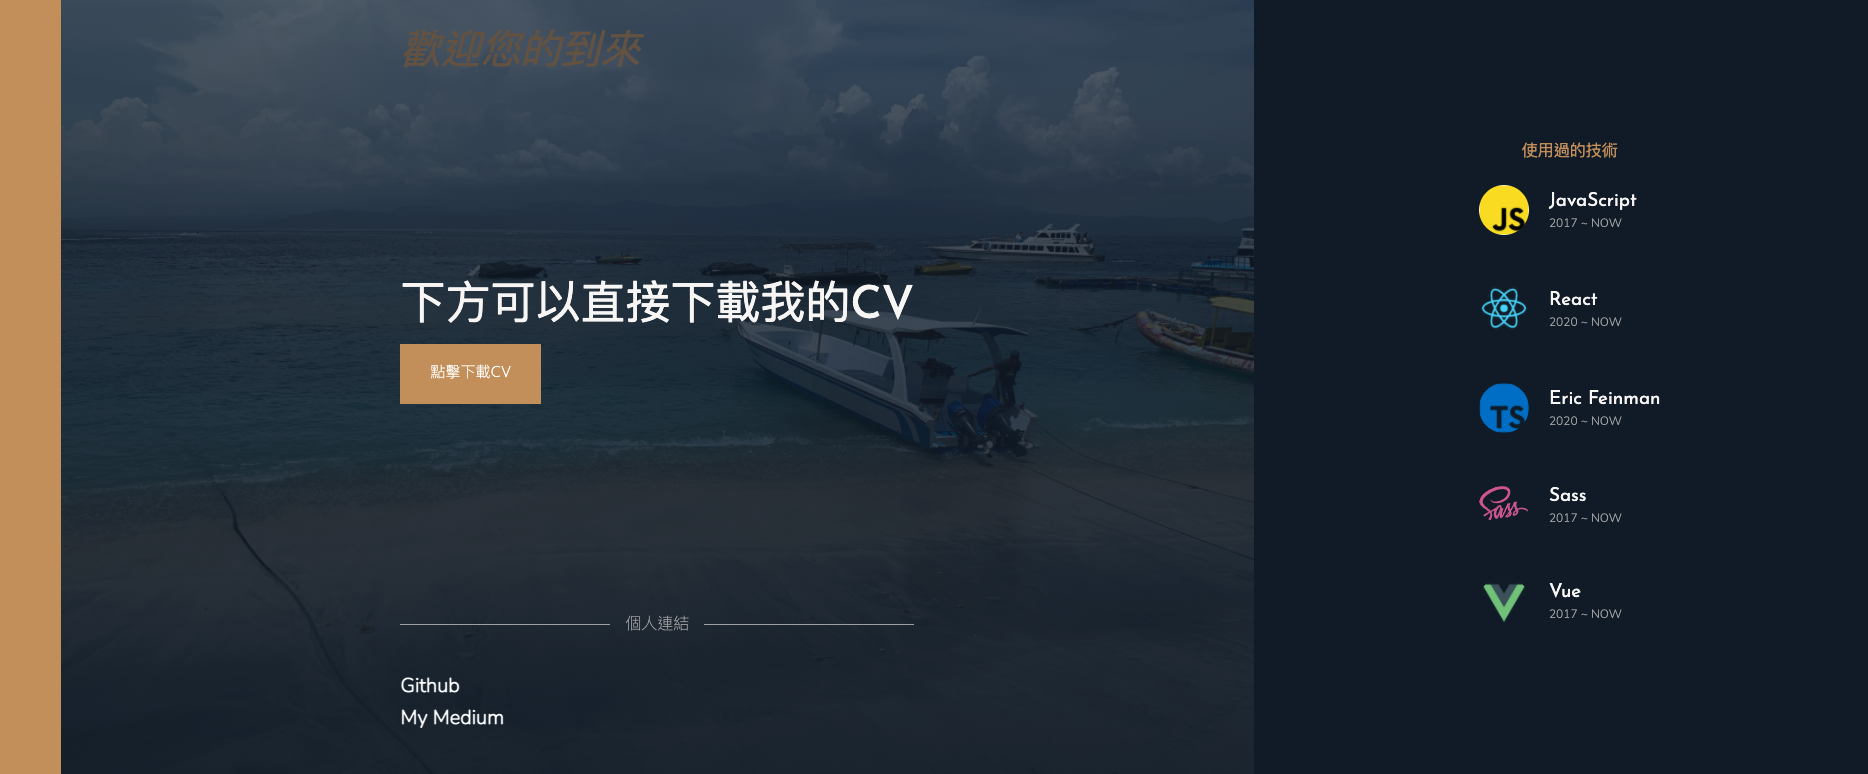 歡迎您的到來
下方可以直接下載我的CV
點擊下載CV
個人連結
Github
My Medium
使用過的技術
JS
JavaScript
2017 ~ NOW
React
2020 ~ NOW
TS
Eric Feinman
2020 ~ NOW
Sass
Sass
2017 ~ NOW
Vue
2017 ~ NOW